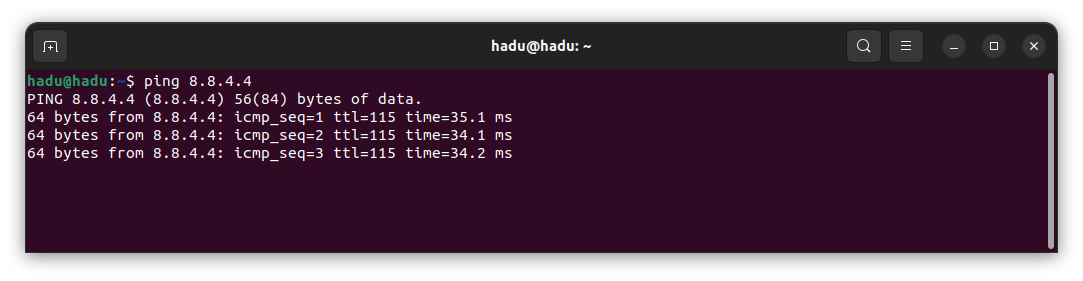 hadu@hadu: ~
hadu@hadu:~$ ping 8.8.4.4
PING 8.8.4.4 (8.8.4.4) 56(84) bytes of data.
64 bytes from 8.8.4.4: icmp_seq=1 ttl=115 time=35.1 ms
64 bytes from 8.8.4.4: icmp_seq=2 ttl=115 time=34.1 ms
64 bytes from 8.8.4.4: icmp_seq=3 ttl=115 time=34.2 ms